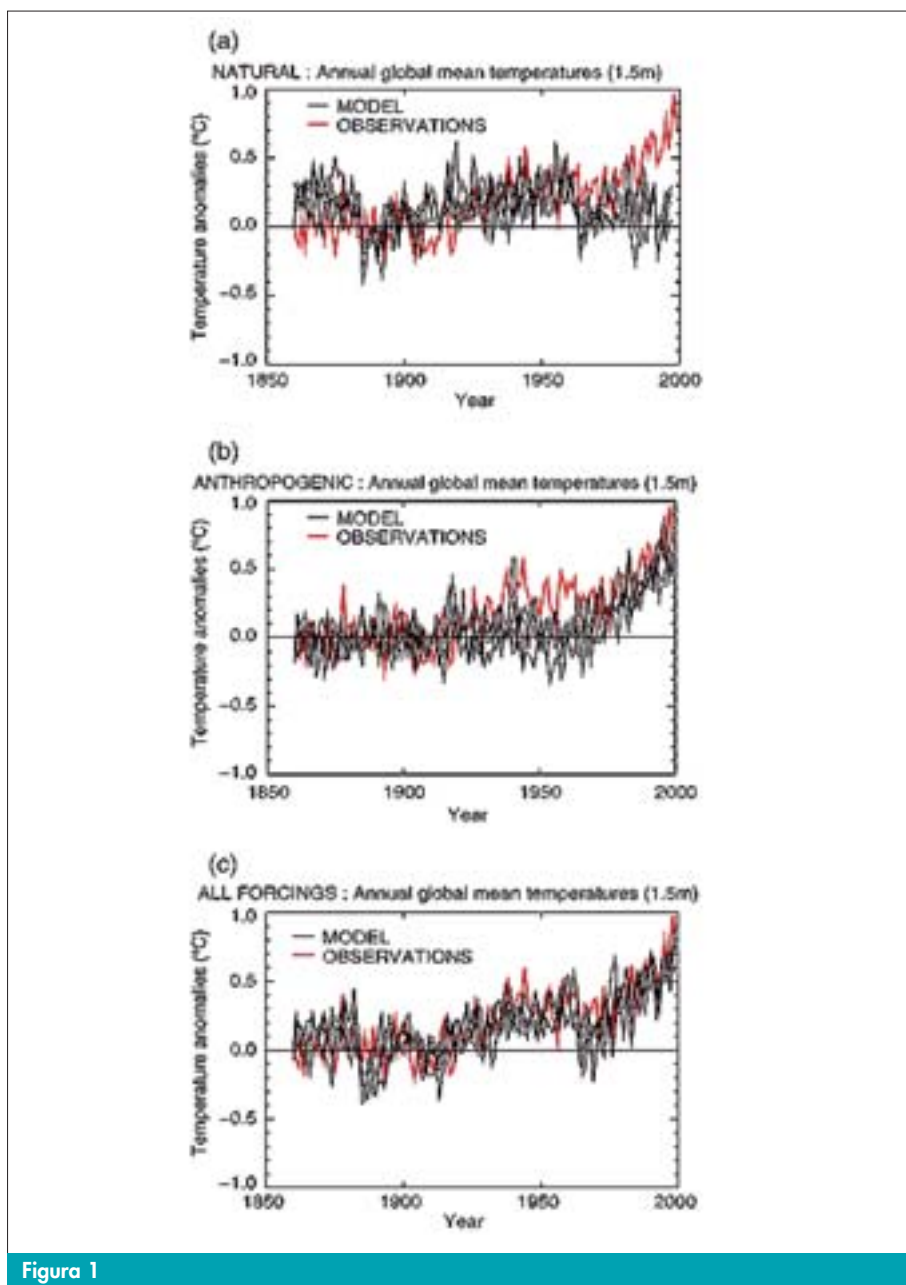 (a)
NATURAL : Annual global mean temperatures (1.5m)
1.0
MODEL
OBSERVATIONS
0.5
0.0
−0.5
−1.0
Temperature anomalies (°C)
1850 1900 1950 2000
Year
(b)
ANTHROPOGENIC : Annual global mean temperatures (1.5m)
1.0
MODEL
OBSERVATIONS
0.5
0.0
−0.5
−1.0
Temperature anomalies (°C)
1850 1900 1950 2000
Year
(c)
ALL FORCINGS : Annual global mean temperatures (1.5m)
1.0
MODEL
OBSERVATIONS
0.5
0.0
−0.5
−1.0
Temperature anomalies (°C)
1850 1900 1950 2000
Year
Figura 1